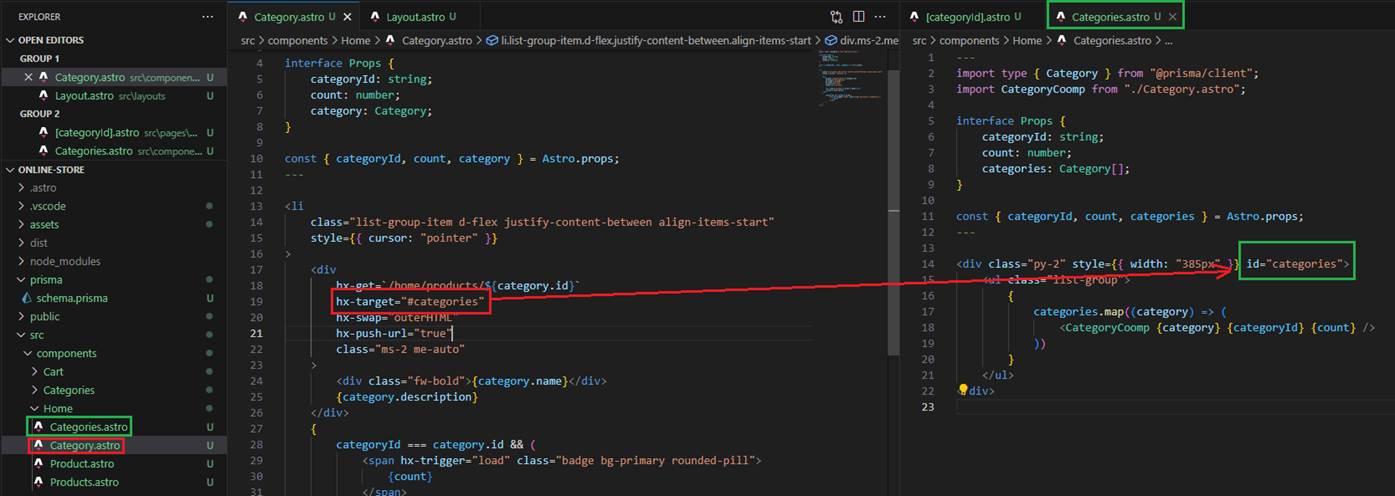 EXPLORER
OPEN EDITORS
GROUP 1
Category.astro src\componen... U
Layout.astro src\layouts U
GROUP 2
[categoryId].astro src\pages\... U
Categories.astro src\compone... U
ONLINE-STORE
.astro
.vscode
assets
dist
node_modules
prisma
schema.prisma U
public
src
components
Cart
Categories
Home
Categories.astro U
Category.astro U
Product.astro U
Products.astro U
Category.astro U
Layout.astro U
src > components > Home > Category.astro > li.list-group-item.d-flex.justify-content-between.align-items-start > div.ms-2.me
4 interface Props {
5 categoryId: string;
6 count: number;
7 category: Category;
8 }
9
10 const { categoryId, count, category } = Astro.props;
11 ---
12
13 <li
14 class="list-group-item d-flex justify-content-between align-items-start"
15 style={{ cursor: "pointer" }}
16 >
17 <div
18 hx-get=`/home/products/${category.id}`
19 hx-target="#categories"
20 hx-swap="outerHTML"
21 hx-push-url="true"
22 class="ms-2 me-auto"
23 >
24 <div class="fw-bold">{category.name}</div>
25 {category.description}
26 </div>
27 {
28 categoryId === category.id && (
29 <span hx-trigger="load" class="badge bg-primary rounded-pill">
30 {count}
31 </span>
[categoryId].astro U
Categories.astro U
src > components > Home > Categories.astro > ...
1 ---
2 import type { Category } from "@prisma/client";
3 import CategoryCoomp from "./Category.astro";
4
5 interface Props {
6 categoryId: string;
7 count: number;
8 categories: Category[];
9 }
10
11 const { categoryId, count, categories } = Astro.props;
12 ---
13
14 <div class="py-2" style={{ width: "385px" }} id="categories">
15 <ul class="list-group">
16 {
17 categories.map((category) => (
18 <CategoryCoomp {category} {categoryId} {count} />
19 ))
20 }
21 </ul>
22 </div>
23